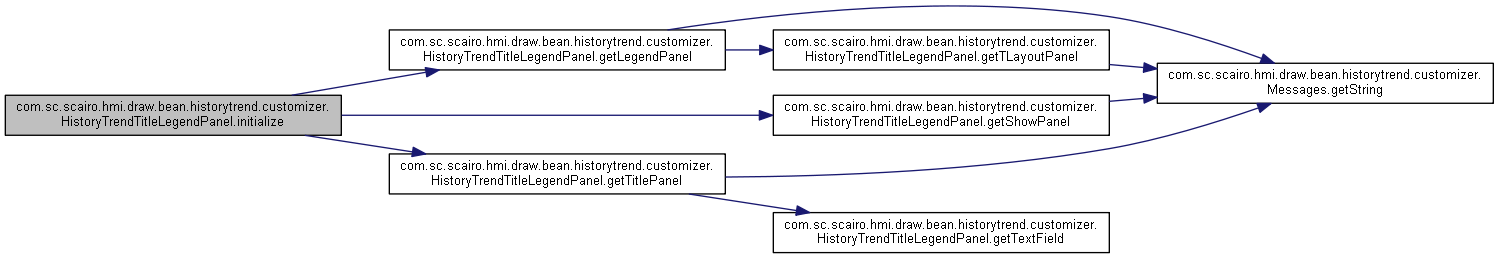 com.sc.scairo.hmi.draw.bean.historytrend.customizer.
HistoryTrendTitleLegendPanel.initialize
com.sc.scairo.hmi.draw.bean.historytrend.customizer.
HistoryTrendTitleLegendPanel.getLegendPanel
com.sc.scairo.hmi.draw.bean.historytrend.customizer.
HistoryTrendTitleLegendPanel.getTLayoutPanel
com.sc.scairo.hmi.draw.bean.historytrend.customizer.
Messages.getString
com.sc.scairo.hmi.draw.bean.historytrend.customizer.
HistoryTrendTitleLegendPanel.getShowPanel
com.sc.scairo.hmi.draw.bean.historytrend.customizer.
HistoryTrendTitleLegendPanel.getTitlePanel
com.sc.scairo.hmi.draw.bean.historytrend.customizer.
HistoryTrendTitleLegendPanel.getTextField